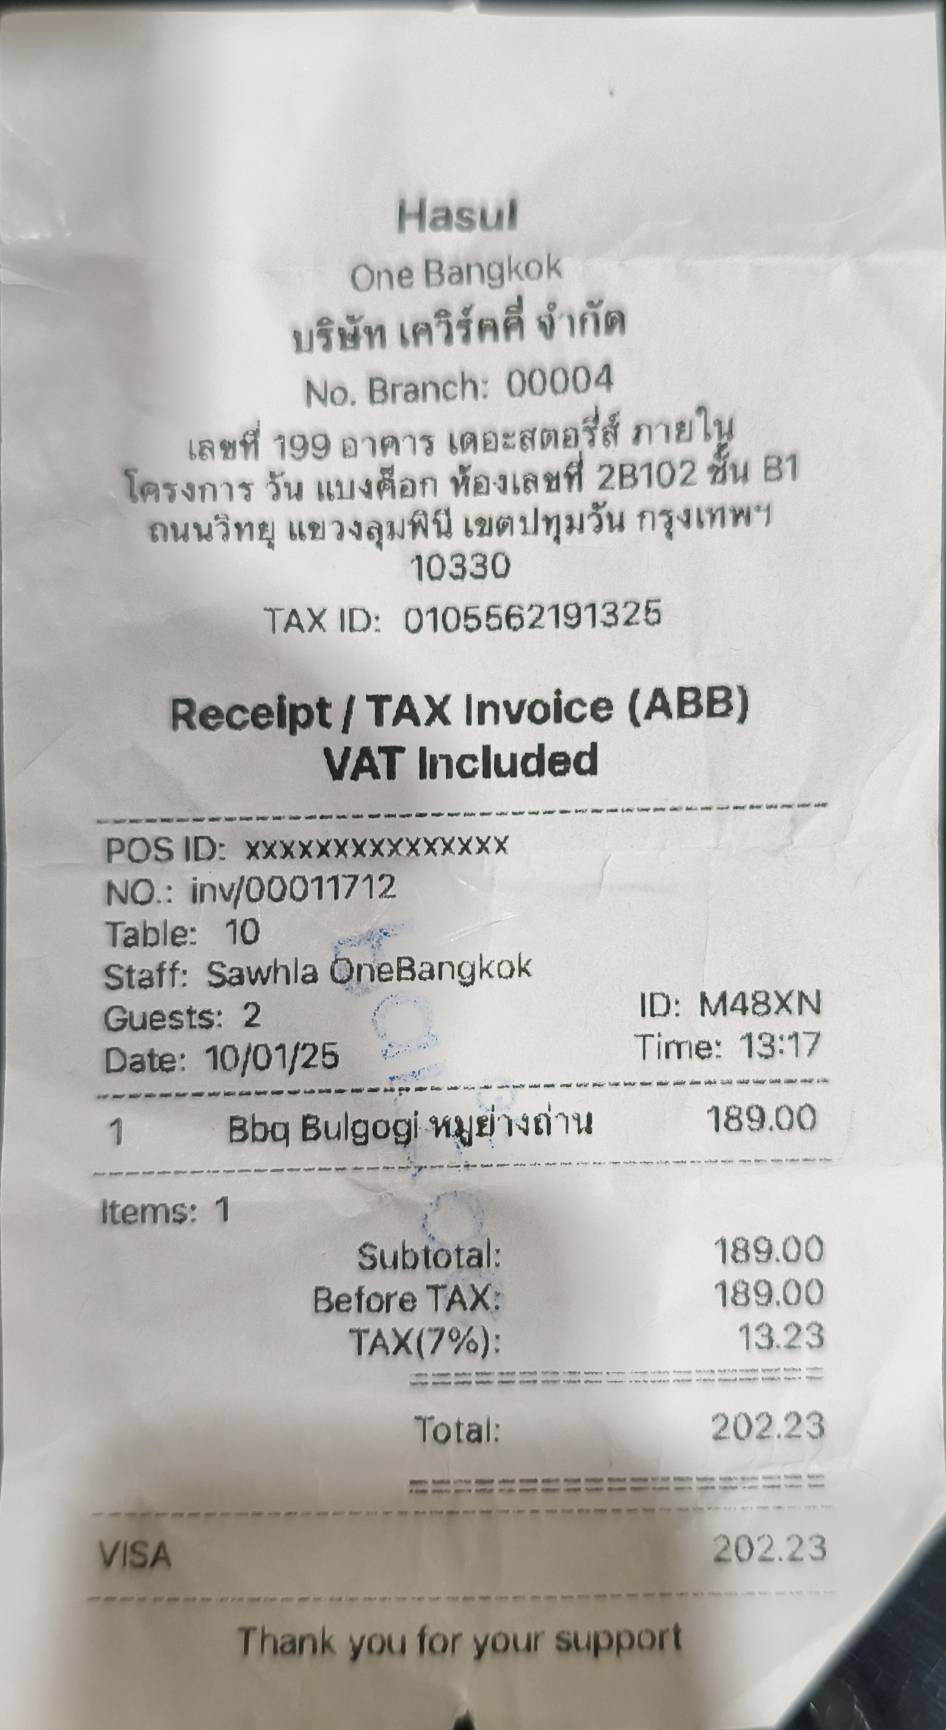 Hasul
One Bangkok
บริษัท เควิร์คคี่ จำกัด
No. Branch: 00004
เลขที่ 199 อาคาร เดอะสตอรี่ส์ ภายใน
โครงการ วัน แบงค็อก ห้องเลขที่ 2B102 ชั้น B1
ถนนวิทยุ แขวงลุมพินี เขตปทุมวัน กรุงเทพฯ
10330
TAX ID: 0105562191325
Receipt / TAX Invoice (ABB)
VAT Included
POS ID: xxxxxxxxxxxxxxx
NO.: inv/00011712
Table: 10
Staff: Sawhla OneBangkok
Guests: 2 ID: M48XN
Date: 10/01/25 Time: 13:17
1 Bbq Bulgogi หมูย่างถ่าน 189.00
Items: 1
Subtotal: 189.00
Before TAX: 189.00
TAX(7%): 13.23
Total: 202.23
VISA 202.23
Thank you for your support